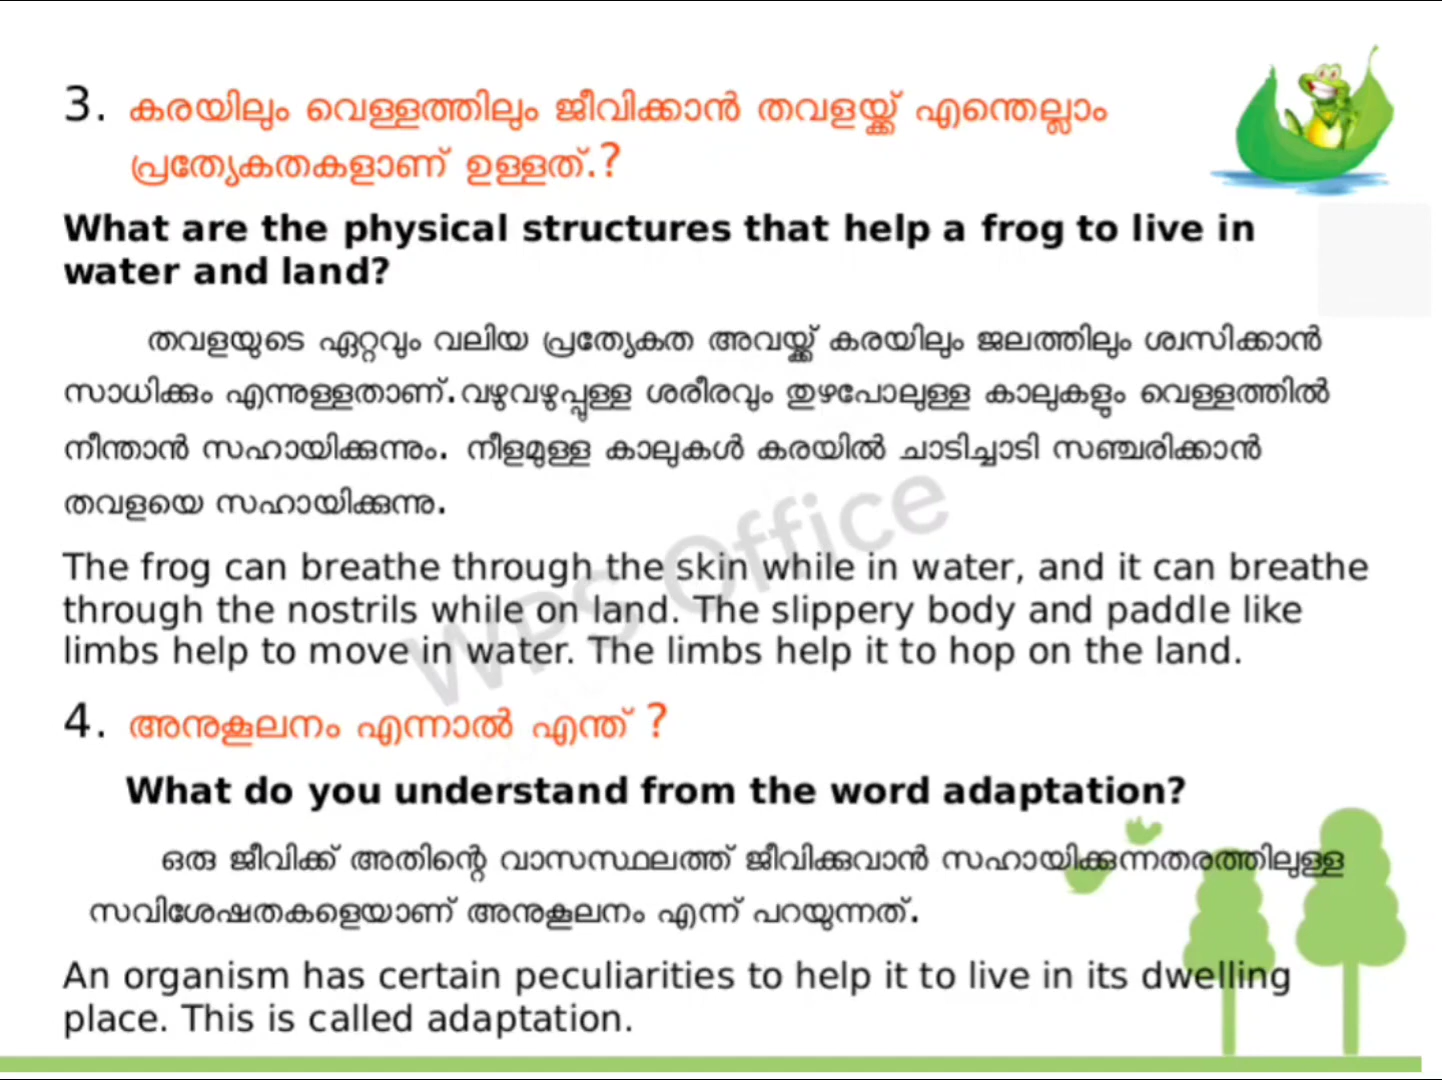 3. കരയിലും വെള്ളത്തിലും ജീവിക്കാൻ തവളയ്ക്ക് എന്തെല്ലാം
പ്രത്യേകതകളാണ് ഉള്ളത്.?
What are the physical structures that help a frog to live in
water and land?
തവളയുടെ ഏറ്റവും വലിയ പ്രത്യേകത അവയ്ക്ക് കരയിലും ജലത്തിലും ശ്വസിക്കാൻ
സാധിക്കും എന്നുള്ളതാണ്.വഴുവഴുപ്പുള്ള ശരീരവും തുഴപോലുള്ള കാലുകളും വെള്ളത്തിൽ
നീന്താൻ സഹായിക്കുന്നും. നീളമുള്ള കാലുകൾ കരയിൽ ചാടിച്ചാടി സഞ്ചരിക്കാൻ
തവളയെ സഹായിക്കുന്നു.
The frog can breathe through the skin while in water, and it can breathe
through the nostrils while on land. The slippery body and paddle like
limbs help to move in water. The limbs help it to hop on the land.
WPS Office
4. അനുകൂലനം എന്നാൽ എന്ത് ?
What do you understand from the word adaptation?
ഒരു ജീവിക്ക് അതിന്റെ വാസസ്ഥലത്ത് ജീവിക്കുവാൻ സഹായിക്കുന്നതരത്തിലുള്ള
സവിശേഷതകളെയാണ് അനുകൂലനം എന്ന് പറയുന്നത്.
An organism has certain peculiarities to help it to live in its dwelling
place. This is called adaptation.